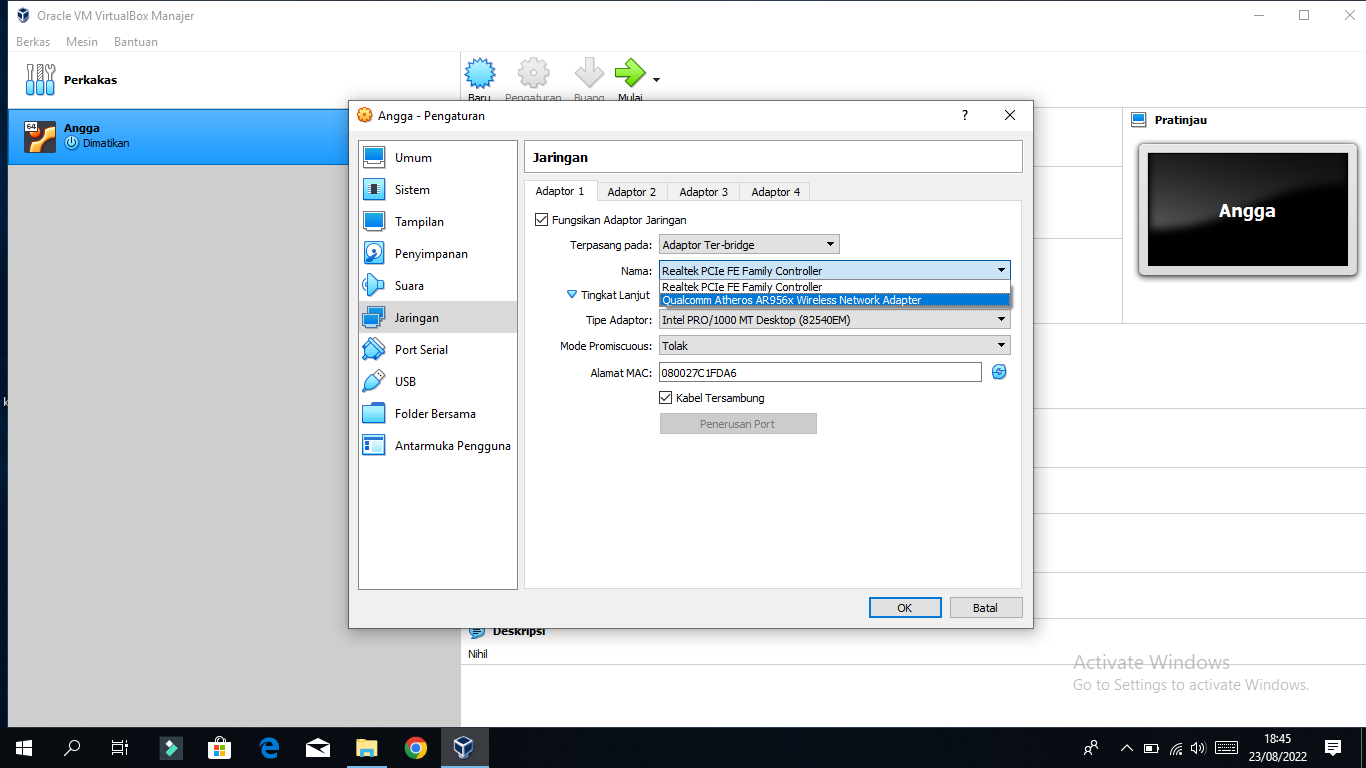 Oracle VM VirtualBox Manajer
Berkas Mesin Bantuan
Perkakas
Baru Pengaturan Buang Mulai
64
Angga
Dimatikan
Angga - Pengaturan
?
Umum
Sistem
Tampilan
Penyimpanan
Suara
Jaringan
Port Serial
USB
Folder Bersama
Antarmuka Pengguna
Jaringan
Adaptor 1 Adaptor 2 Adaptor 3 Adaptor 4
Fungsikan Adaptor Jaringan
Terpasang pada: Adaptor Ter-bridge
Nama: Realtek PCIe FE Family Controller
Realtek PCIe FE Family Controller
Qualcomm Atheros AR956x Wireless Network Adapter
Tingkat Lanjut
Tipe Adaptor: Intel PRO/1000 MT Desktop (82540EM)
Mode Promiscuous: Tolak
Alamat MAC: 080027C1FDA6
Kabel Tersambung
Penerusan Port
OK Batal
Pratinjau
Angga
Deskripsi
Nihil
Activate Windows
Go to Settings to activate Windows.
k
18:45
23/08/2022